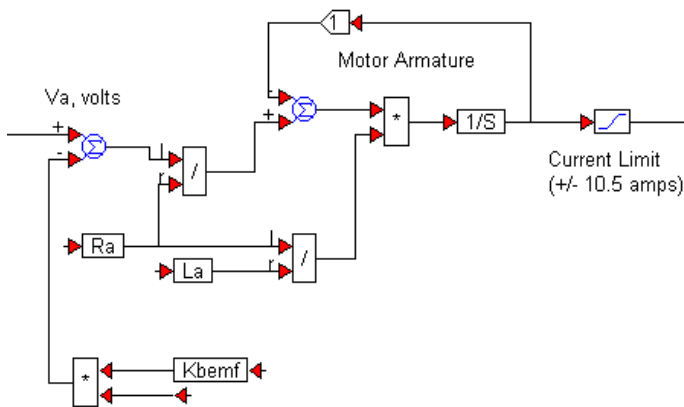 1
Motor Armature
Va, volts
-
+
Σ
+
-
Σ
l
r
/
*
1/S
Current Limit
(+/- 10.5 amps)
Ra
La
l
r
/
*
Kbemf